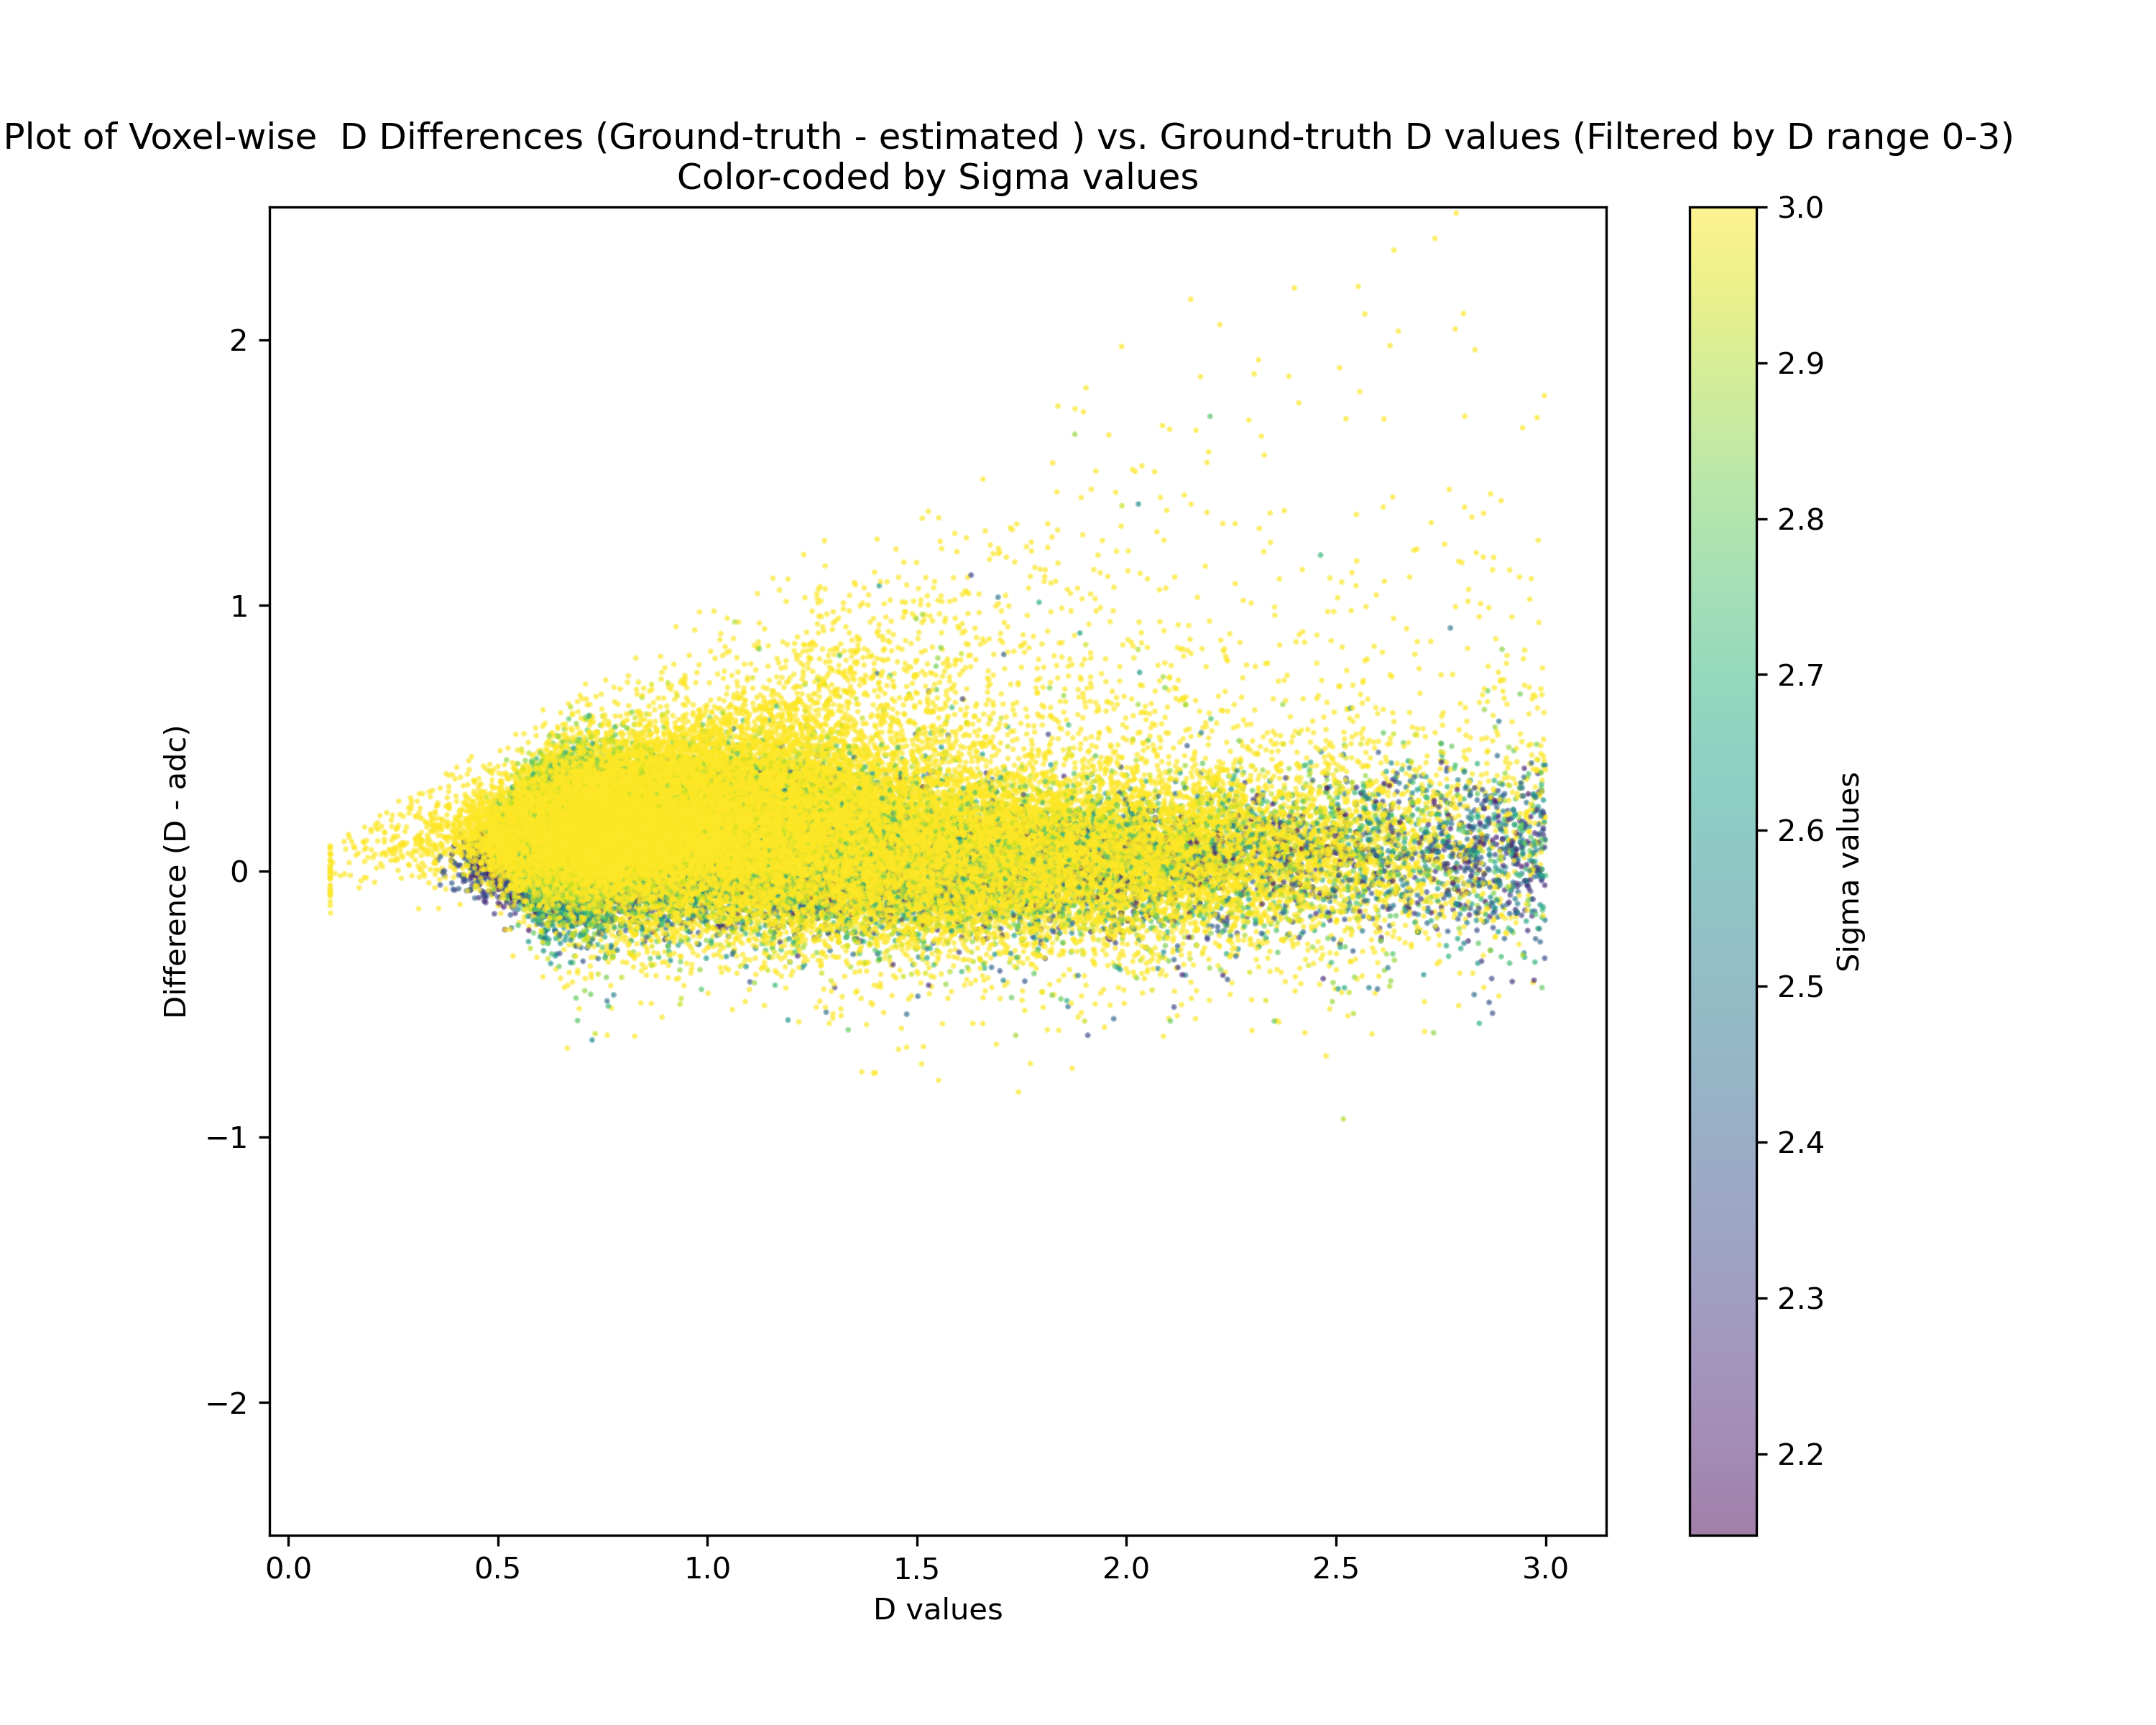 Plot of Voxel-wise  D Differences (Ground-truth - estimated ) vs. Ground-truth D values (Filtered by D range 0-3)
Color-coded by Sigma values
Difference (D - adc)
2
1
0
−1
−2
0.0 0.5 1.0 1.5 2.0 2.5 3.0
D values
3.0
2.9
2.8
2.7
2.6
2.5
2.4
2.3
2.2
Sigma values